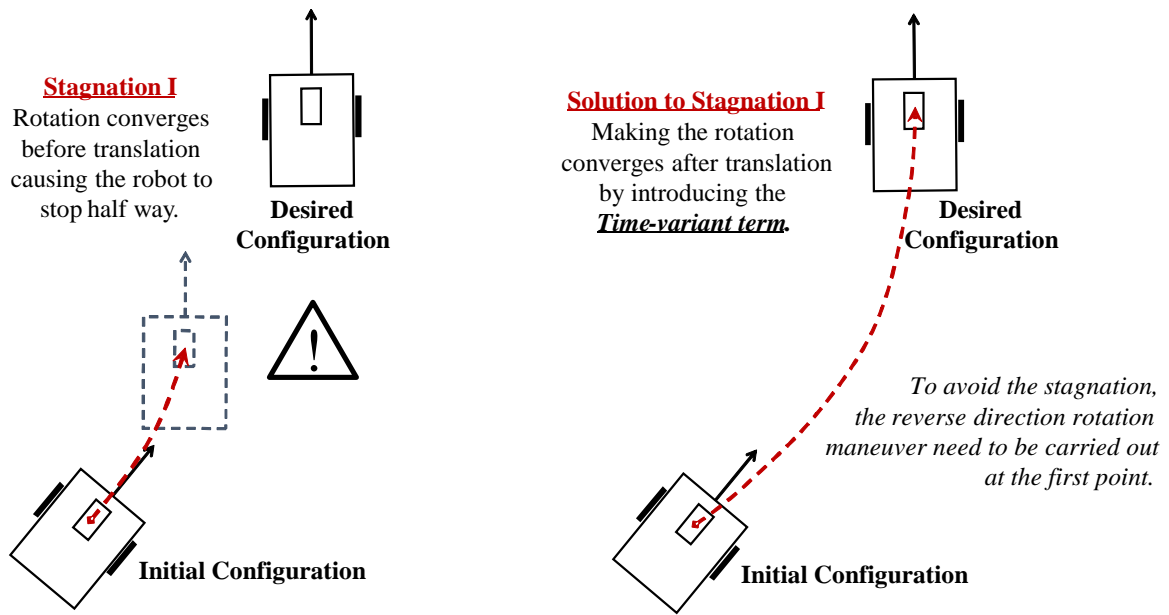 Stagnation I
Rotation converges
before translation
causing the robot to
stop half way.
Desired
Configuration
!
Initial Configuration
Solution to Stagnation I
Making the rotation
converges after translation
by introducing the
Time-variant term.
Desired
Configuration
To avoid the stagnation,
the reverse direction rotation
maneuver need to be carried out
at the first point.
Initial Configuration